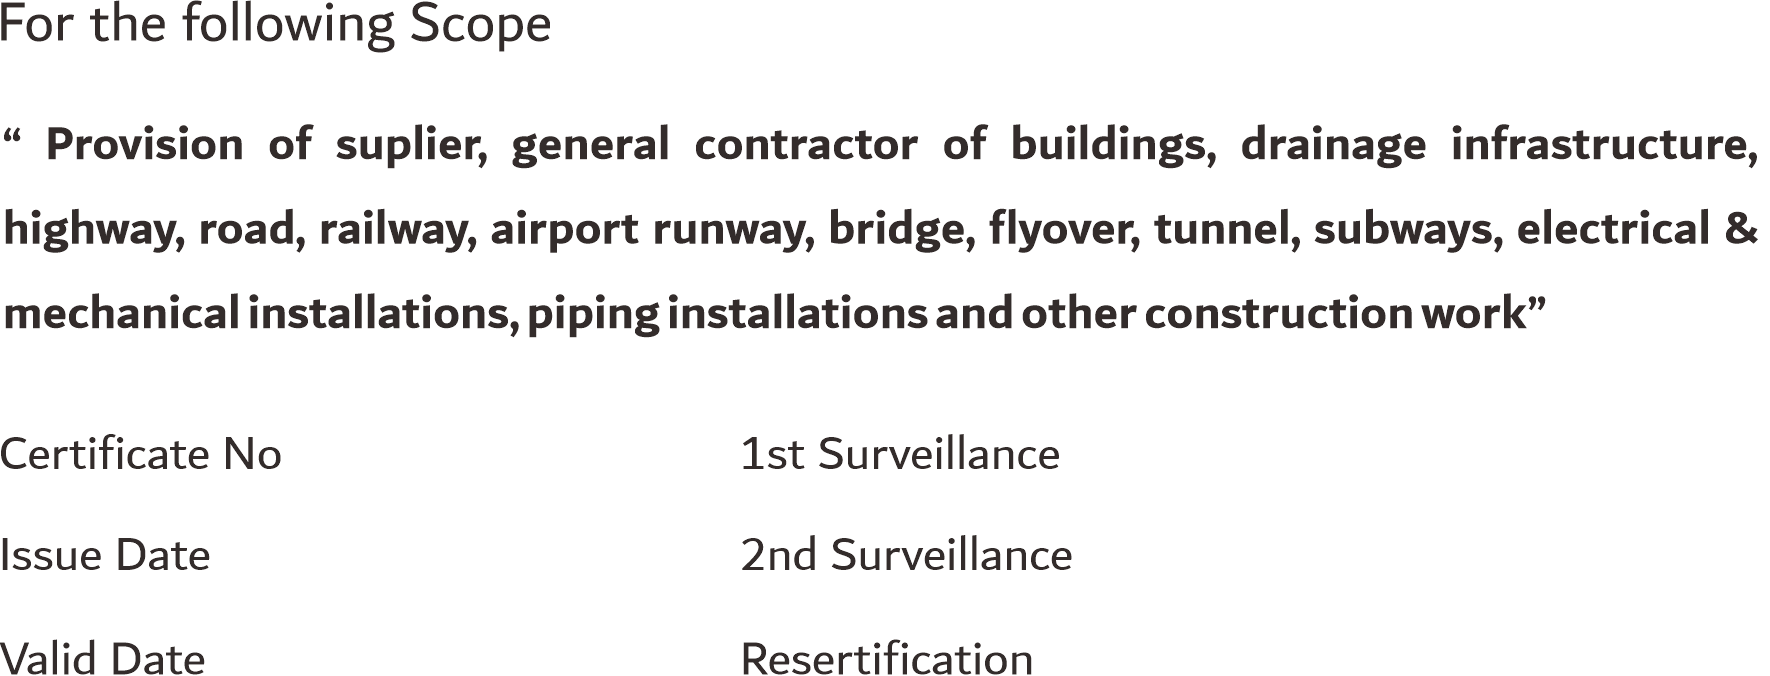 For the following Scope
“ Provision of suplier, general contractor of buildings, drainage infrastructure,
highway, road, railway, airport runway, bridge, flyover, tunnel, subways, electrical &
mechanical installations, piping installations and other construction work”
Certificate No 1st Surveillance
Issue Date 2nd Surveillance
Valid Date Resertification